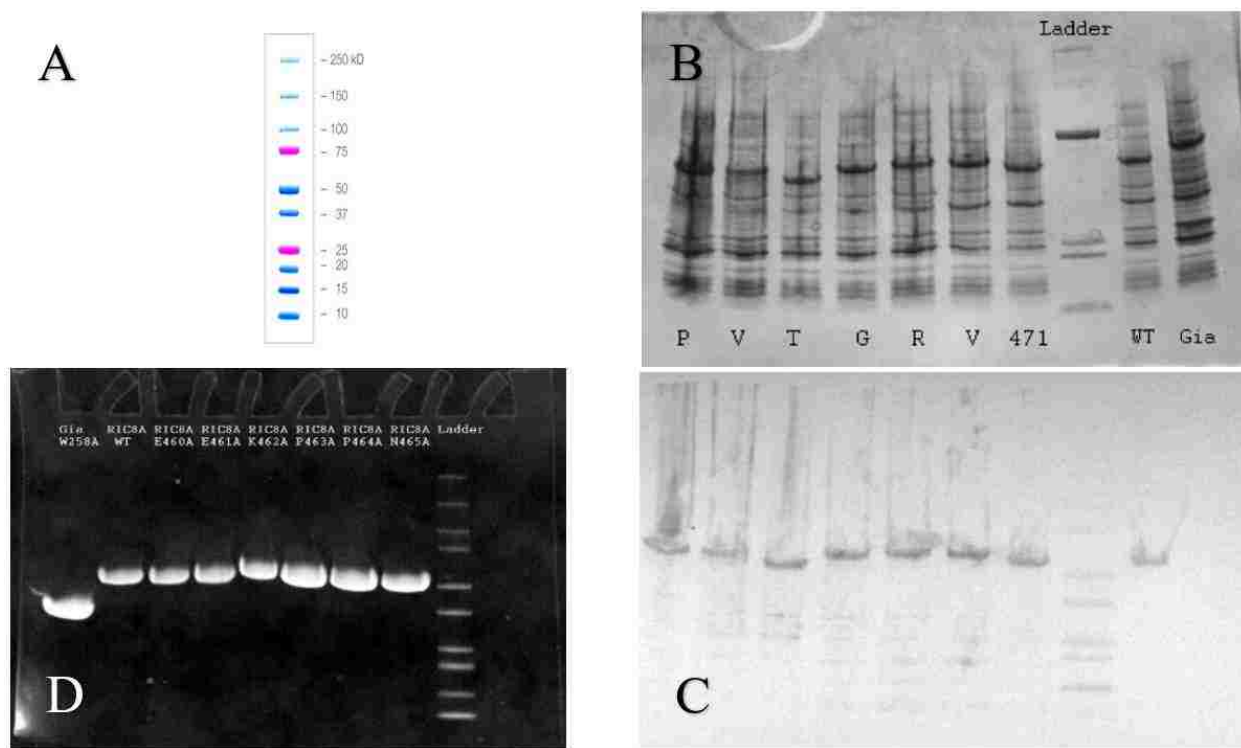 A
- 250 kD
- 150
- 100
- 75
- 50
- 37
- 25
- 20
- 15
- 10
B
Ladder
P V T G R V 471 WT Gia
Gia RIC8A RIC8A RIC8A RIC8A RIC8A RIC8A RIC8A Ladder
W258A WT E460A E461A K462A P463A P464A N465A
D
C